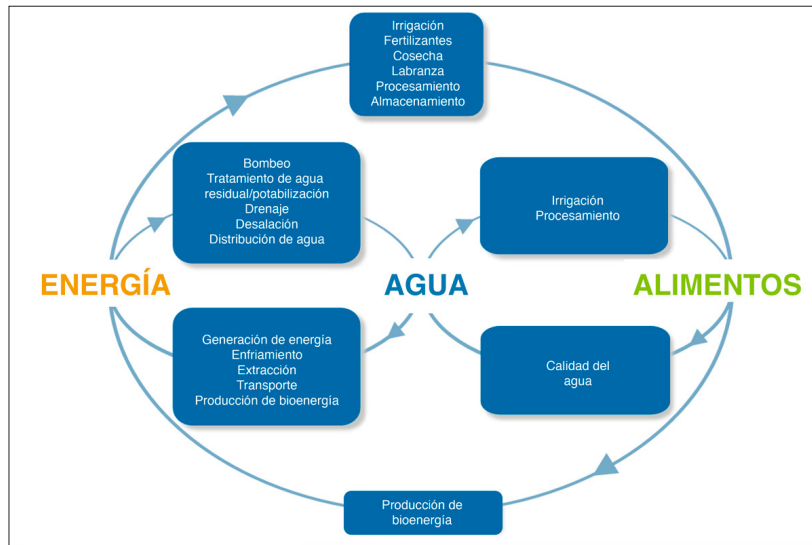 Irrigación
Fertilizantes
Cosecha
Labranza
Procesamiento
Almacenamiento
Bombeo
Tratamiento de agua
residual/potabilización
Drenaje
Desalación
Distribución de agua
Irrigación
Procesamiento
ENERGÍA
AGUA
ALIMENTOS
Generación de energía
Enfriamiento
Extracción
Transporte
Producción de bioenergía
Calidad del
agua
Producción de
bioenergía